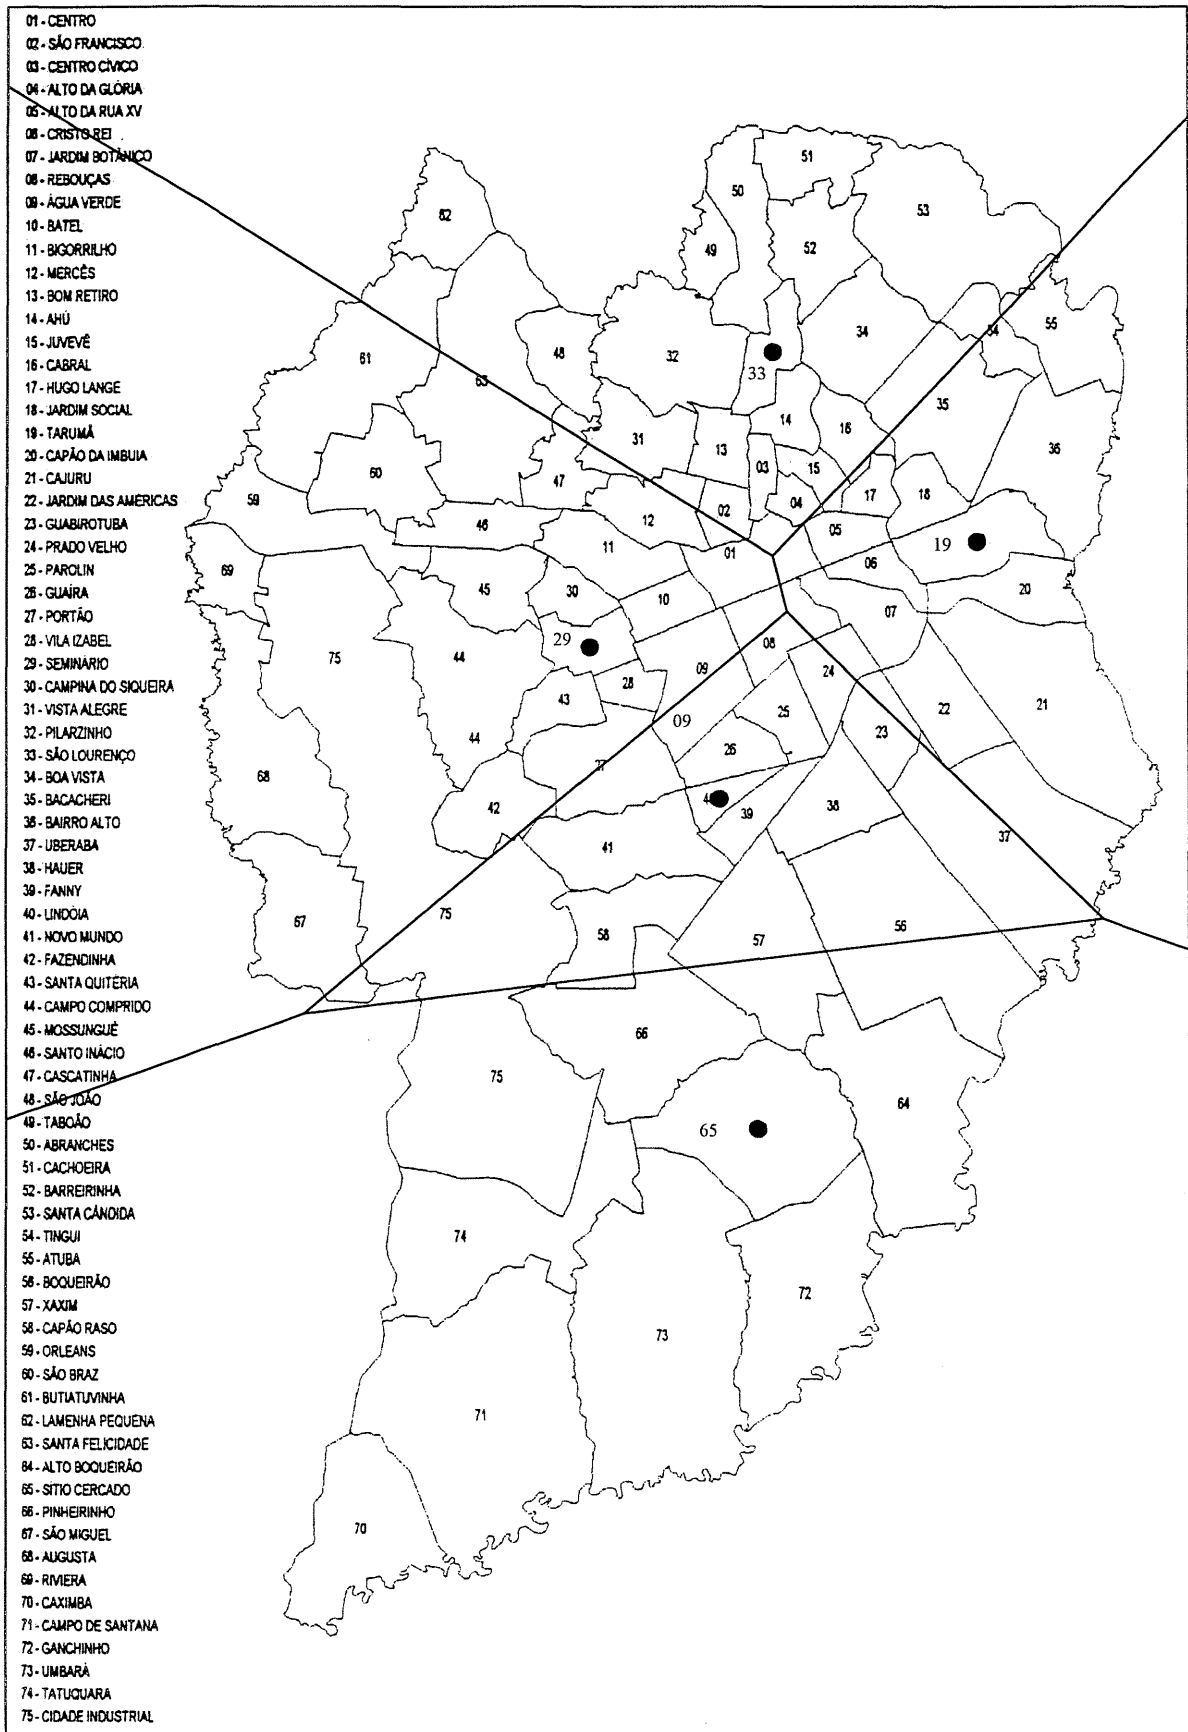 01 - CENTRO
02 - SÃO FRANCISCO
03 - CENTRO CÍVICO
04 - ALTO DA GLÓRIA
05 - ALTO DA RUA XV
06 - CRISTO REI
07 - JARDIM BOTÂNICO
08 - REBOUÇAS
09 - ÁGUA VERDE
10 - BATEL
11 - BIGORRILHO
12 - MERCÊS
13 - BOM RETIRO
14 - AHÚ
15 - JUVEVÊ
16 - CABRAL
17 - HUGO LANGE
18 - JARDIM SOCIAL
19 - TARUMÃ
20 - CAPÃO DA IMBUIA
21 - CAJURU
22 - JARDIM DAS AMÉRICAS
23 - GUABIROTUBA
24 - PRADO VELHO
25 - PAROLIN
26 - GUAÍRA
27 - PORTÃO
28 - VILA IZABEL
29 - SEMINÁRIO
30 - CAMPINA DO SIQUEIRA
31 - VISTA ALEGRE
32 - PILARZINHO
33 - SÃO LOURENÇO
34 - BOA VISTA
35 - BACACHERI
36 - BAIRRO ALTO
37 - UBERABA
38 - HAUER
39 - FANNY
40 - LINDÓIA
41 - NOVO MUNDO
42 - FAZENDINHA
43 - SANTA QUITÉRIA
44 - CAMPO COMPRIDO
45 - MOSSUNGUÊ
46 - SANTO INÁCIO
47 - CASCATINHA
48 - SÃO JOÃO
49 - TABOÃO
50 - ABRANCHES
51 - CACHOEIRA
52 - BARREIRINHA
53 - SANTA CÂNDIDA
54 - TINGUI
55 - ATUBA
56 - BOQUEIRÃO
57 - XAXIM
58 - CAPÃO RASO
59 - ORLEANS
60 - SÃO BRAZ
61 - BUTIATUVINHA
62 - LAMENHA PEQUENA
63 - SANTA FELICIDADE
64 - ALTO BOQUEIRÃO
65 - SÍTIO CERCADO
66 - PINHEIRINHO
67 - SÃO MIGUEL
68 - AUGUSTA
69 - RIVIERA
70 - CAXIMBA
71 - CAMPO DE SANTANA
72 - GANCHINHO
73 - UMBARÁ
74 - TATUQUARA
75 - CIDADE INDUSTRIAL
51
50
53
62
49
52
55
34
54
48
61
32
33
63
35
14
16
31
13
36
60
03
15
47
04
17
18
59
02
46
12
05
19
11
01
06
69
45
30
10
20
07
29
08
75
44
09
24
28
43
22
21
09
25
23
44
26
27
68
42
39
38
37
41
67
75
58
57
56
66
75
64
65
74
72
73
71
70